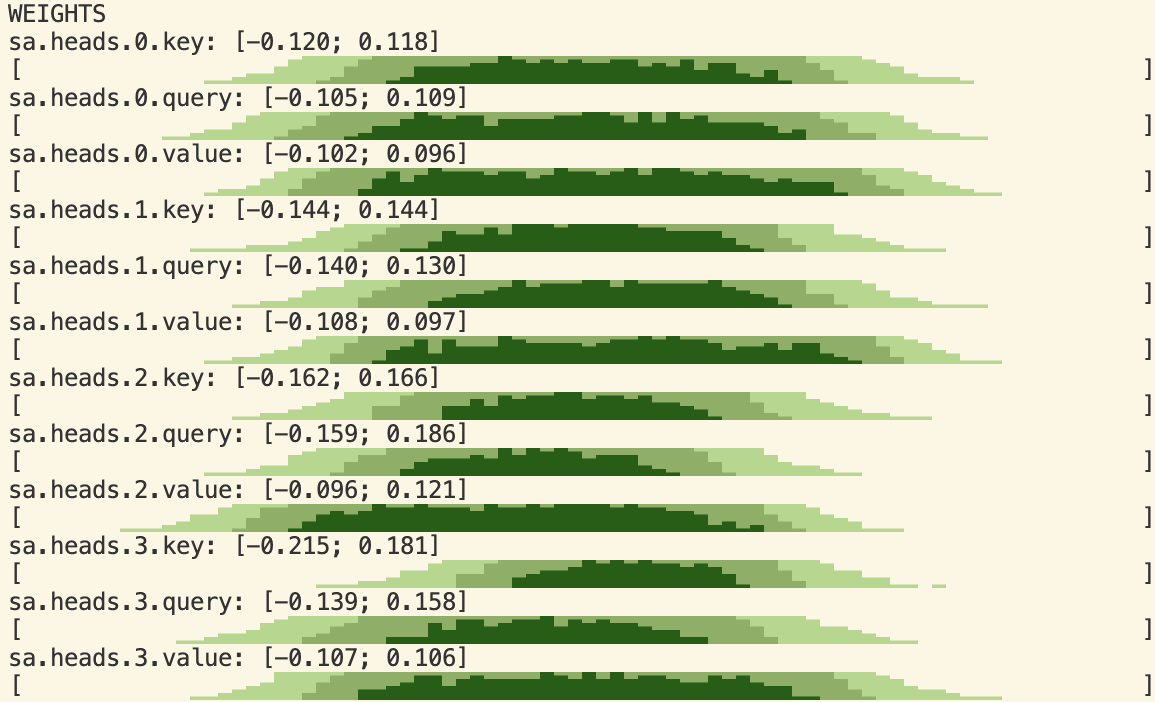 WEIGHTS
sa.heads.0.key: [-0.120; 0.118]
[ ]
sa.heads.0.query: [-0.105; 0.109]
[ ]
sa.heads.0.value: [-0.102; 0.096]
[ ]
sa.heads.1.key: [-0.144; 0.144]
[ ]
sa.heads.1.query: [-0.140; 0.130]
[ ]
sa.heads.1.value: [-0.108; 0.097]
[ ]
sa.heads.2.key: [-0.162; 0.166]
[ ]
sa.heads.2.query: [-0.159; 0.186]
[ ]
sa.heads.2.value: [-0.096; 0.121]
[ ]
sa.heads.3.key: [-0.215; 0.181]
[ ]
sa.heads.3.query: [-0.139; 0.158]
[ ]
sa.heads.3.value: [-0.107; 0.106]
[ ]